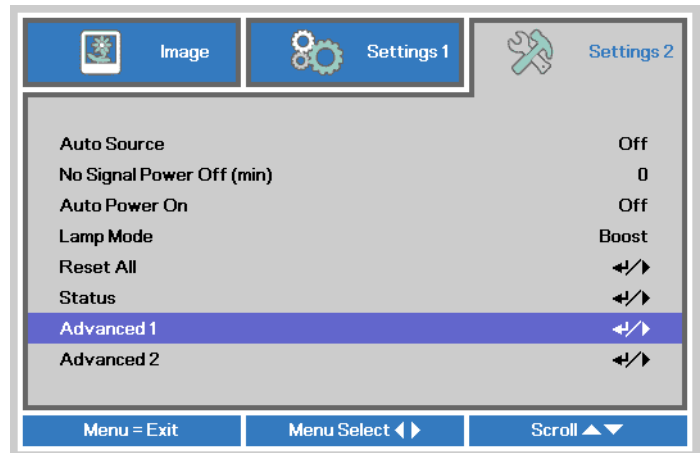 Image Settings 1 Settings 2
Auto Source Off
No Signal Power Off (min) 0
Auto Power On Off
Lamp Mode Boost
Reset All ↵/▶
Status ↵/▶
Advanced 1 ↵/▶
Advanced 2 ↵/▶
Menu = Exit Menu Select ◀▶ Scroll ▲▼